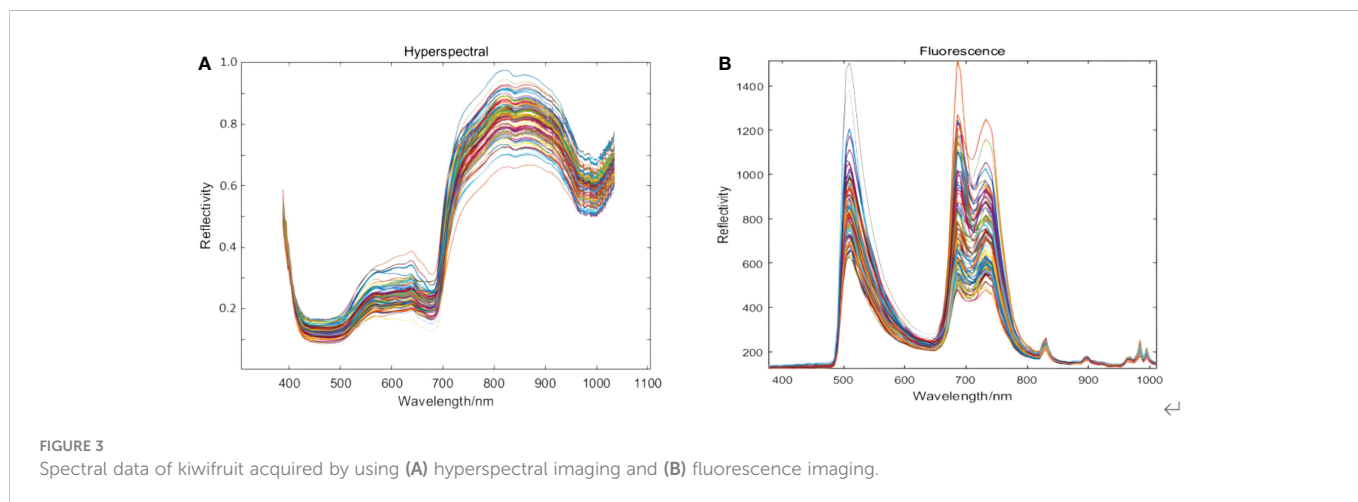 A
Hyperspectral
1.0
0.8
0.6
0.4
0.2
Reflectivity
400 500 600 700 800 900 1000 1100
Wavelength/nm
B
Fluorescence
1400
1200
1000
800
600
400
200
Reflectivity
400 500 600 700 800 900 1000
Wavelength/nm
FIGURE 3
Spectral data of kiwifruit acquired by using (A) hyperspectral imaging and (B) fluorescence imaging.